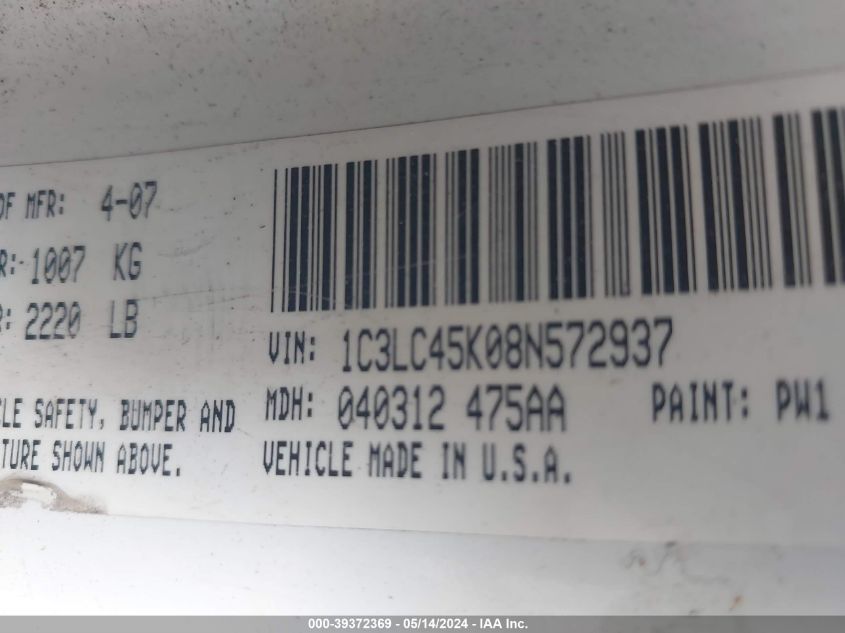 OF MFR: 4-07
R: 1007 KG
R: 2220 LB
VIN: 1C3LC45K08N572937
MDH: 040312 475AA PAINT: PW1
CLE SAFETY, BUMPER AND
TURE SHOWN ABOVE.
VEHICLE MADE IN U.S.A.
000-39372369 - 05/14/2024 - IAA Inc.